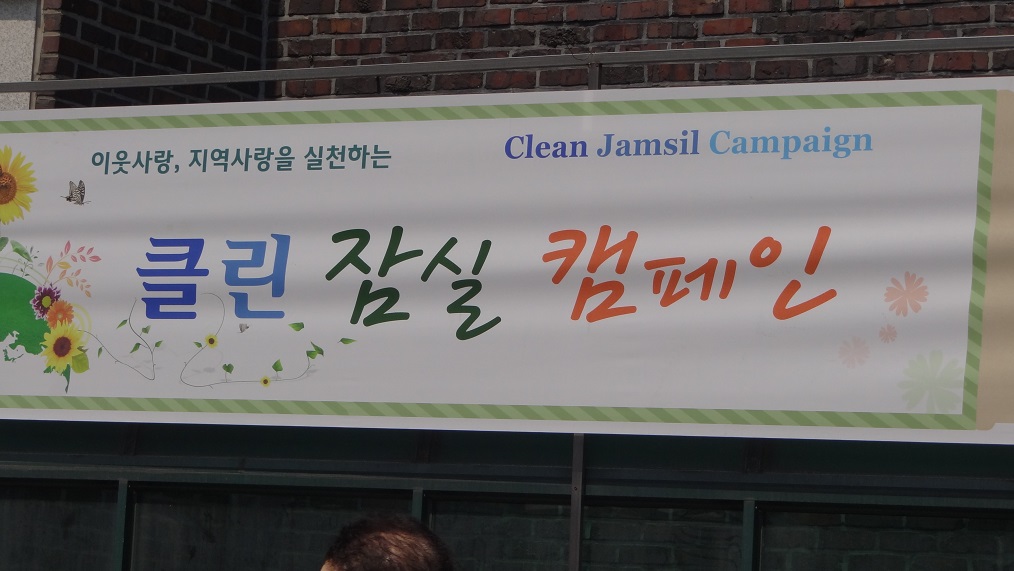 이웃사랑, 지역사랑을 실천하는
Clean Jamsil Campaign
클린 잠실 캠페인